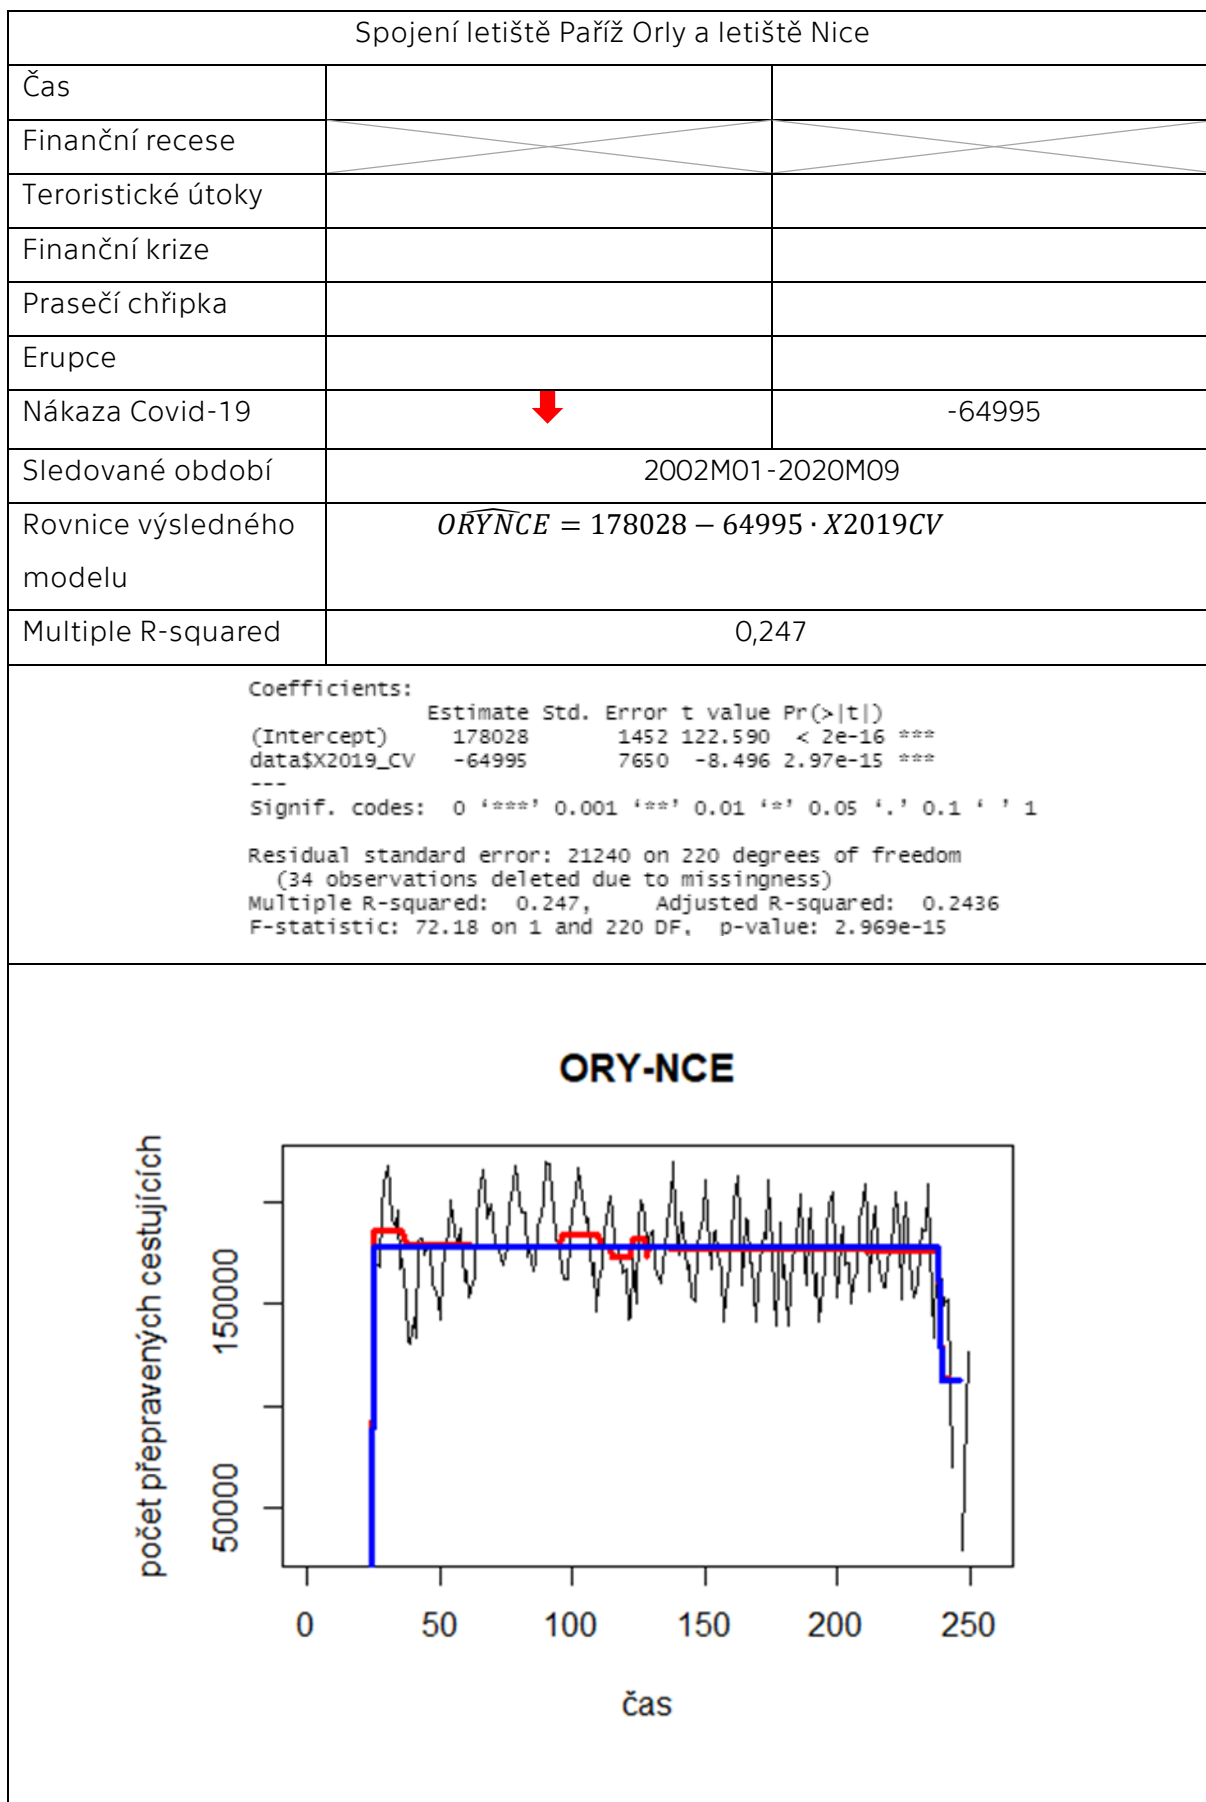 Spojení letiště Paříž Orly a letiště Nice
Čas
Finanční recese
Teroristické útoky
Finanční krize
Prasečí chřipka
Erupce
Nákaza Covid-19 -64995
Sledované období 2002M01-2020M09
Rovnice výsledného modelu $\widehat{ORYNCE} = 178028 - 64995 \cdot X2019CV$
Multiple R-squared 0,247
Coefficients:
Estimate Std. Error t value Pr(>|t|)
(Intercept) 178028 1452 122.590 < 2e-16 ***
data$X2019_CV -64995 7650 -8.496 2.97e-15 ***
---
Signif. codes: 0 ‘***’ 0.001 ‘**’ 0.01 ‘*’ 0.05 ‘.’ 0.1 ‘ ’ 1
Residual standard error: 21240 on 220 degrees of freedom
(34 observations deleted due to missingness)
Multiple R-squared: 0.247, Adjusted R-squared: 0.2436
F-statistic: 72.18 on 1 and 220 DF, p-value: 2.969e-15
ORY-NCE
počet přepravených cestujících
150000
50000
0 50 100 150 200 250
čas